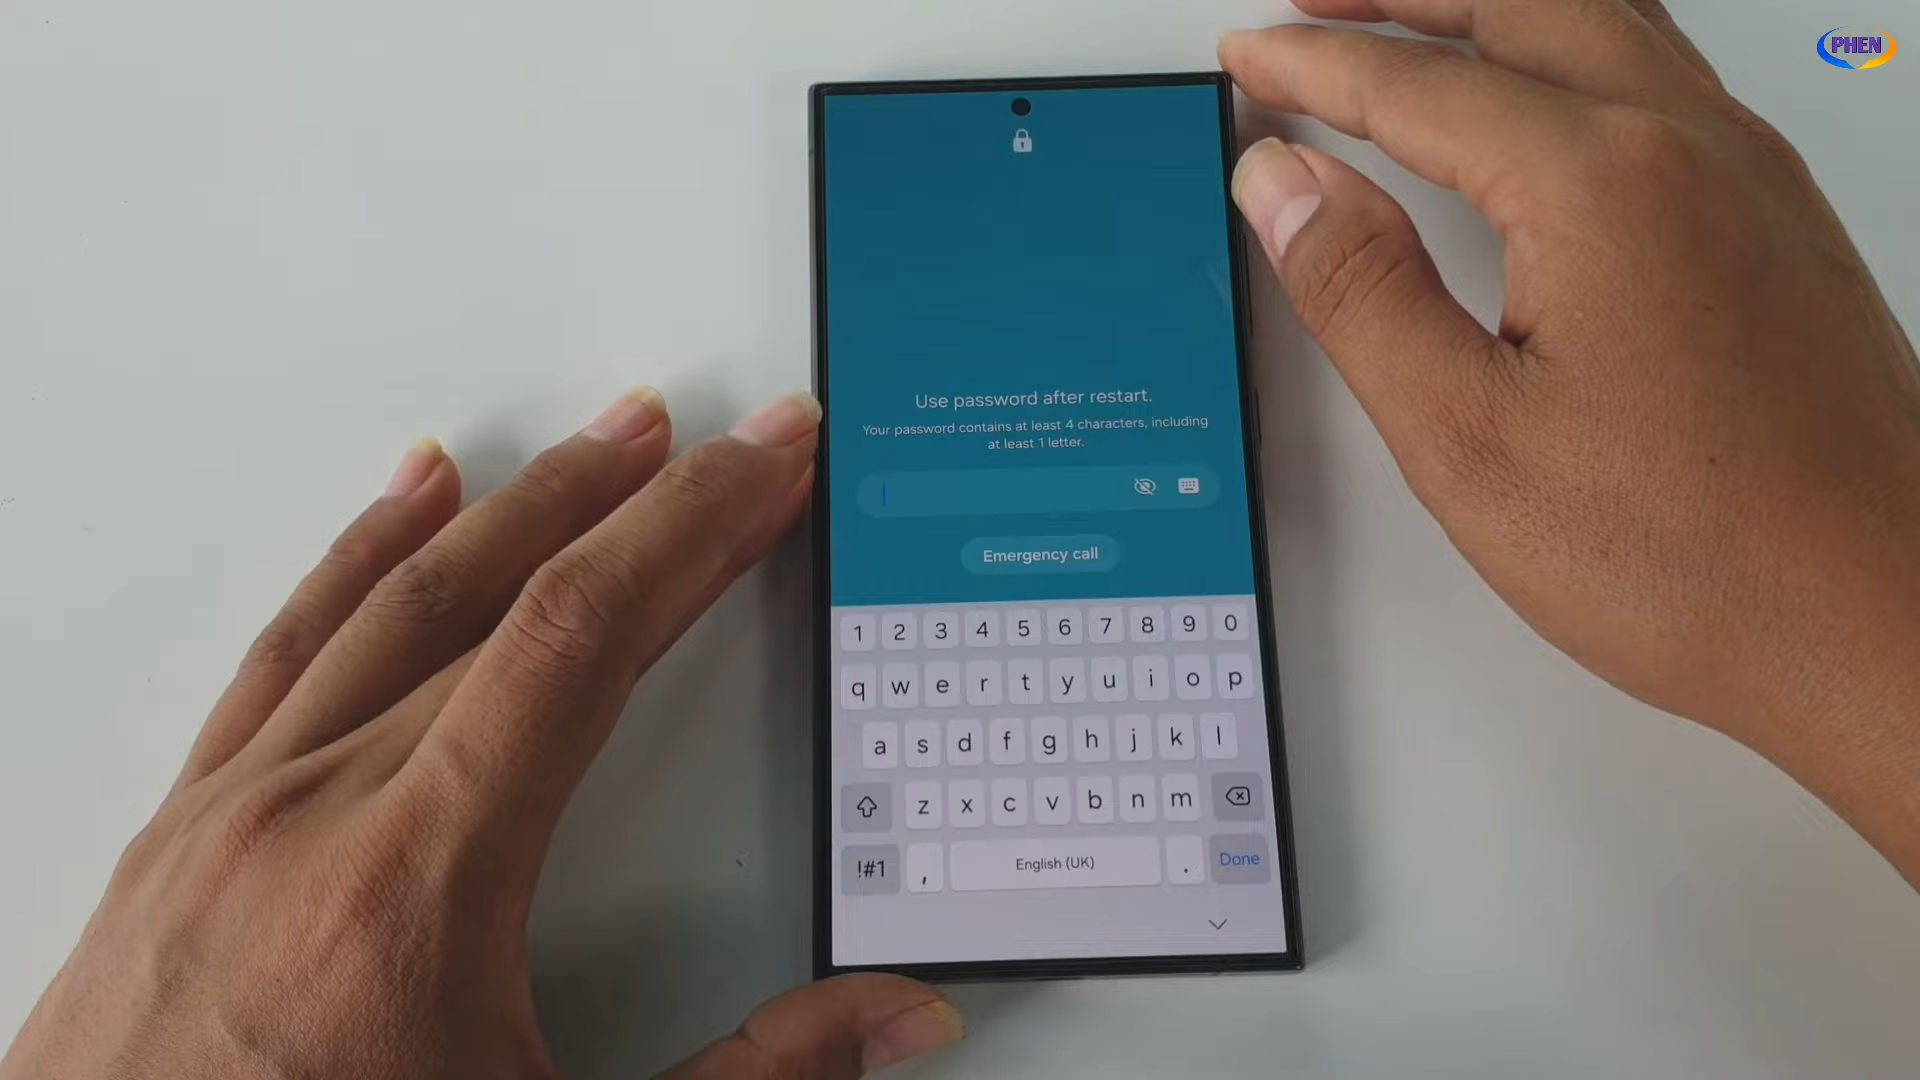 PHEN
Use password after restart.
Your password contains at least 4 characters, including
at least 1 letter.
Emergency call
1 2 3 4 5 6 7 8 9 0
q w e r t y u i o p
a s d f g h j k l
z x c v b n m
!#1 , English (UK) . Done